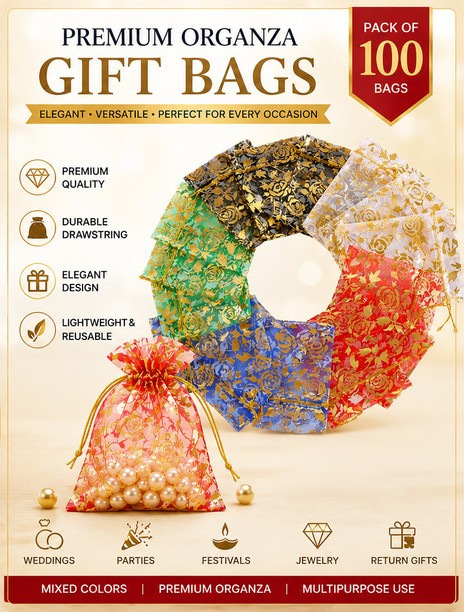 PREMIUM ORGANZA
GIFT BAGS
ELEGANT • VERSATILE • PERFECT FOR EVERY OCCASION
PACK OF
100
BAGS
PREMIUM
QUALITY
DURABLE
DRAWSTRING
ELEGANT
DESIGN
LIGHTWEIGHT &
REUSABLE
WEDDINGS
PARTIES
FESTIVALS
JEWELRY
RETURN GIFTS
MIXED COLORS | PREMIUM ORGANZA | MULTIPURPOSE USE